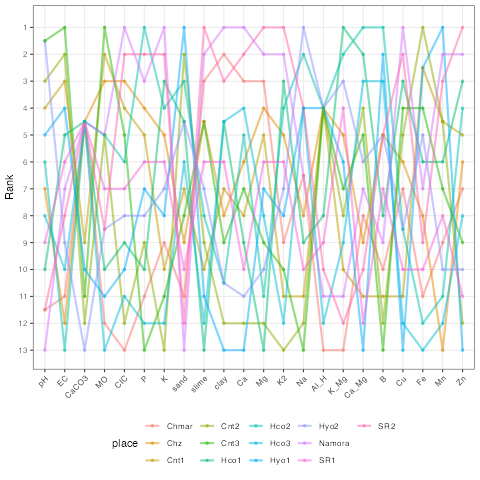 Rank
1
2
3
4
5
6
7
8
9
10
11
12
13
pH EC CaCO3 MO CIC P K sand slime clay Ca Mg K2 Na Al_H K_Mg Ca_Mg B Cu Fe Mn Zn
Chmar Cnt2 Hco2 Hyo2 SR2
place Chz Cnt3 Hco3 Namora
Cnt1 Hco1 Hyo1 SR1